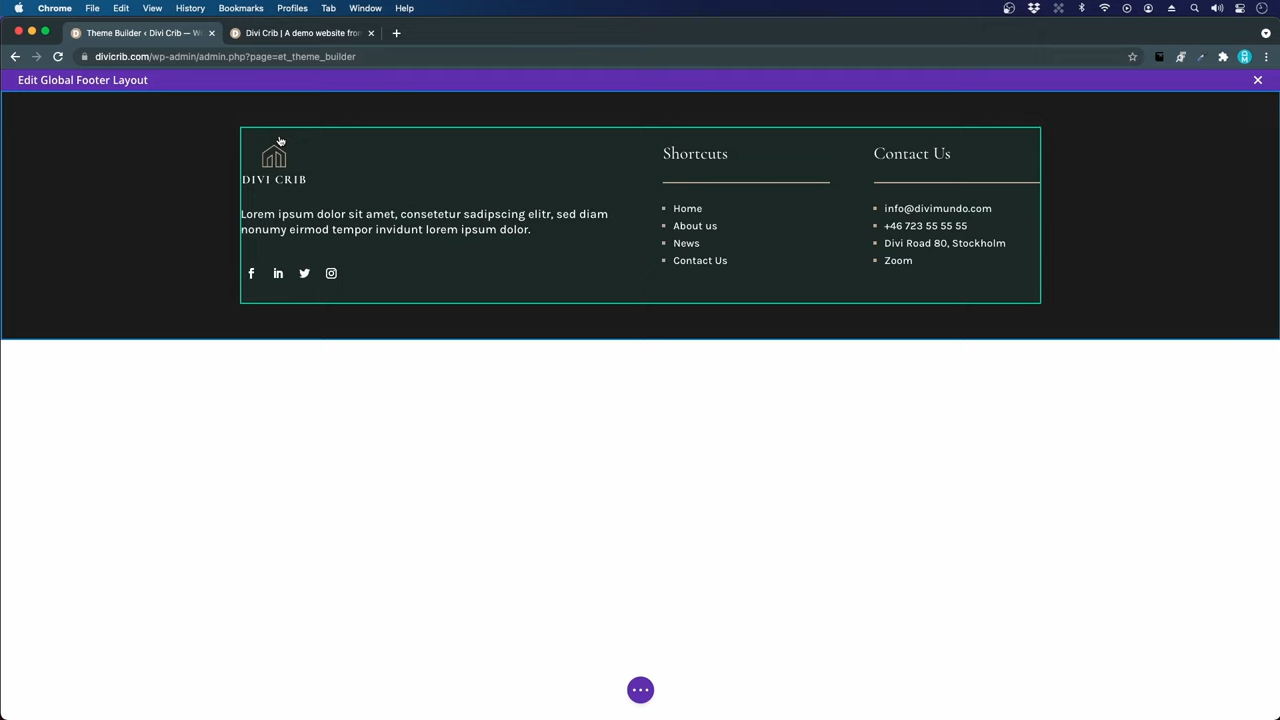 Chrome File Edit View History Bookmarks Profiles Tab Window Help
Theme Builder ‹ Divi Crib — W
Divi Crib | A demo website from
divicrib.com/wp-admin/admin.php?page=et_theme_builder
Edit Global Footer Layout
DIVI CRIB
Lorem ipsum dolor sit amet, consetetur sadipscing elitr, sed diam
nonumy eirmod tempor invidunt lorem ipsum dolor.
Shortcuts
Home
About us
News
Contact Us
Contact Us
info@divimundo.com
+46 723 55 55 55
Divi Road 80, Stockholm
Zoom